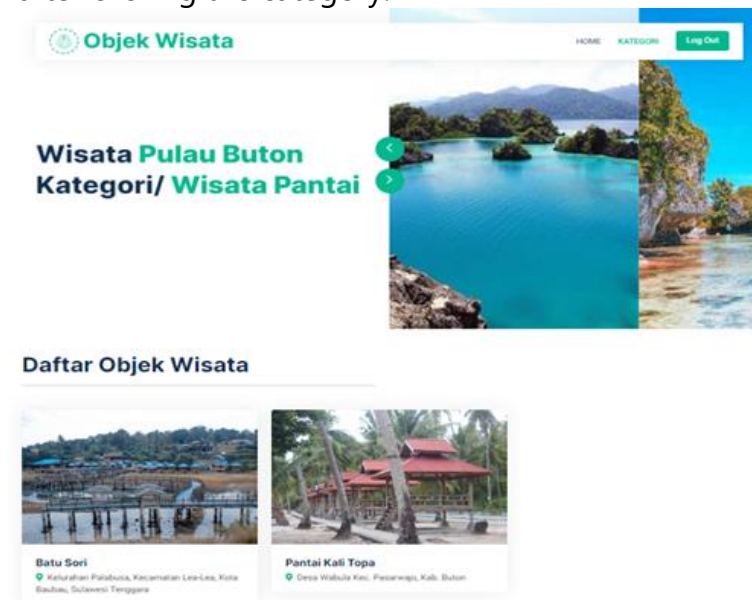 Objek Wisata
HOME KATEGORI Log Out
Wisata Pulau Buton
Kategori/ Wisata Pantai
Daftar Objek Wisata
Batu Sori
Kelurahan Palabusa, Kecamatan Lea-Lea, Kota
Baubau, Sulawesi Tenggara
Pantai Kali Topa
Desa Wabula Kec. Pasarwajo, Kab. Buton